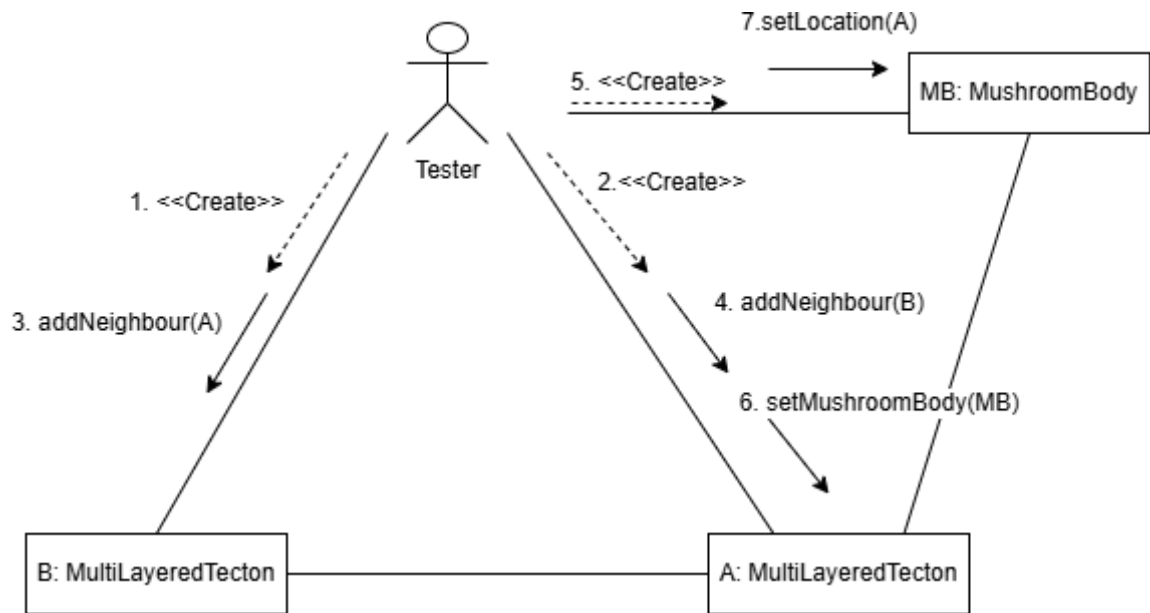 7.setLocation(A)
5. <<Create>>
MB: MushroomBody
Tester
1. <<Create>>
2.<<Create>>
3. addNeighbour(A)
4. addNeighbour(B)
6. setMushroomBody(MB)
B: MultiLayeredTecton
A: MultiLayeredTecton